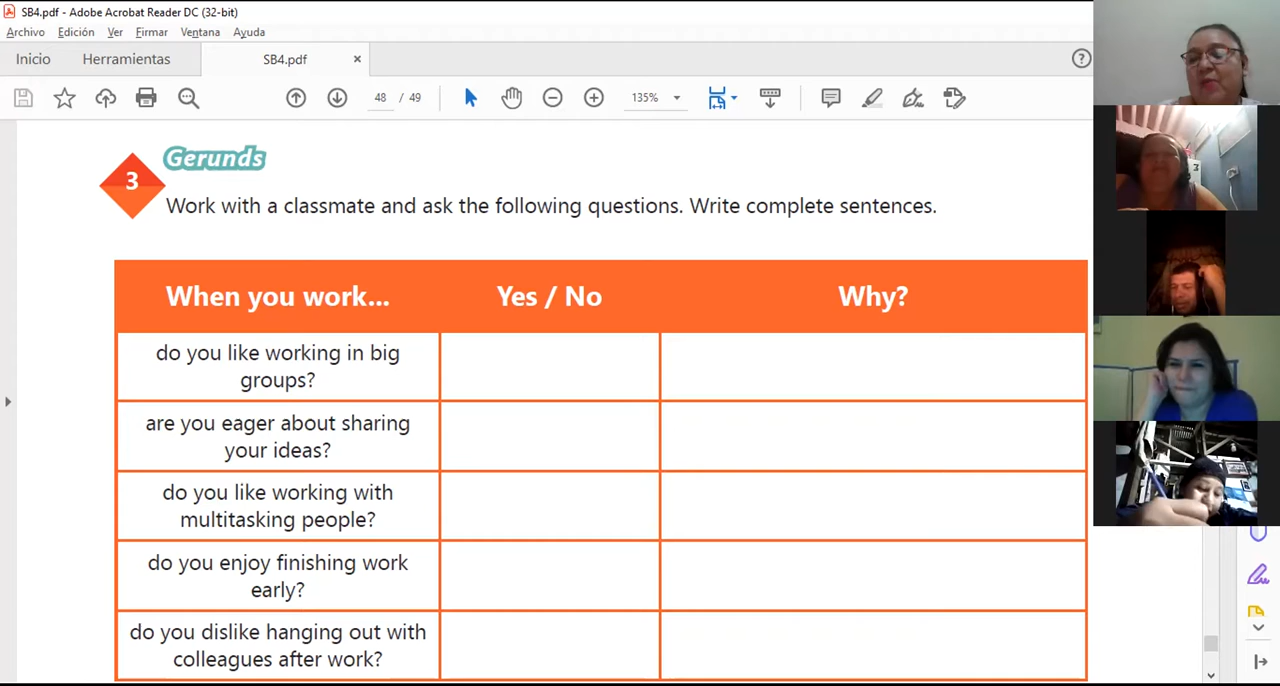 SB4.pdf - Adobe Acrobat Reader DC (32-bit)
Archivo Edición Ver Firmar Ventana Ayuda
Inicio Herramientas SB4.pdf ×
48 / 49 135%
Gerunds
3
Work with a classmate and ask the following questions. Write complete sentences.
When you work... Yes / No Why?
do you like working in big
groups?
are you eager about sharing
your ideas?
do you like working with
multitasking people?
do you enjoy finishing work
early?
do you dislike hanging out with
colleagues after work?